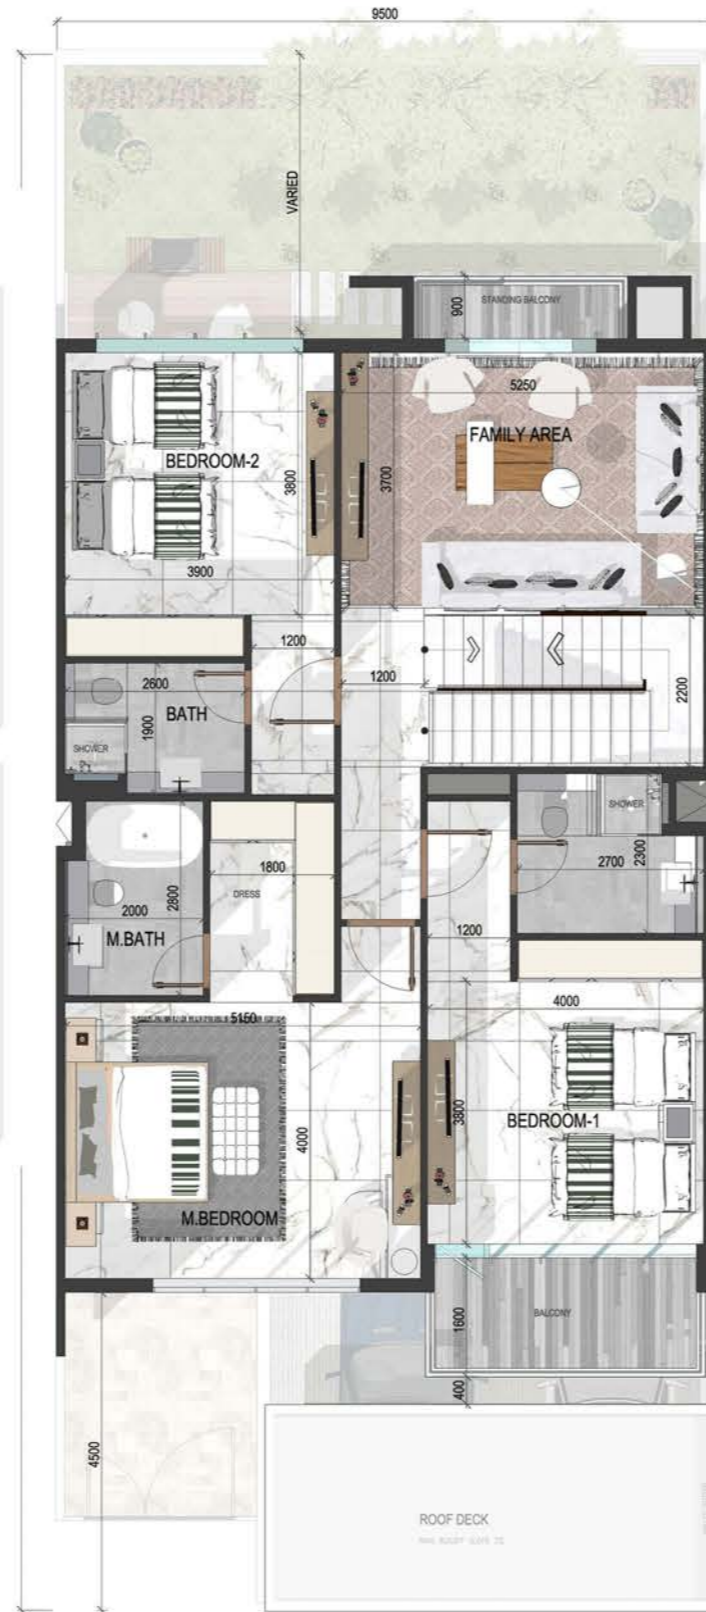 9500
VARIED
900
STANDING BALCONY
5250
FAMILY AREA
BEDROOM-2
3800
3700
3900
1200
2600
1200
BATH
1900
2200
SHOWER
SHOWER
1800
2700
2300
DRESS
2000
2800
M.BATH
1200
4000
5150
BEDROOM-1
3800
4000
M.BEDROOM
BALCONY
1600
400
4500
ROOF DECK